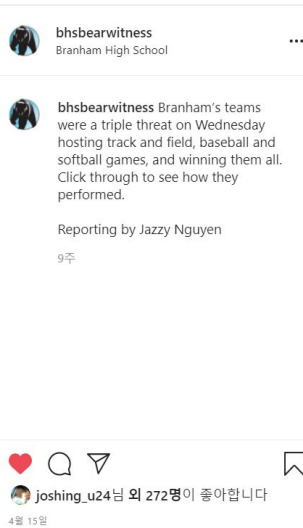 bhsbearwitness
Branham High School
bhsbearwitness Branham's teams
were a triple threat on Wednesday
hosting track and field, baseball and
softball games, and winning them all.
Click through to see how they
performed.
Reporting by Jazzy Nguyen
9주
joshing_u24님 외 272명이 좋아합니다
4월 15일